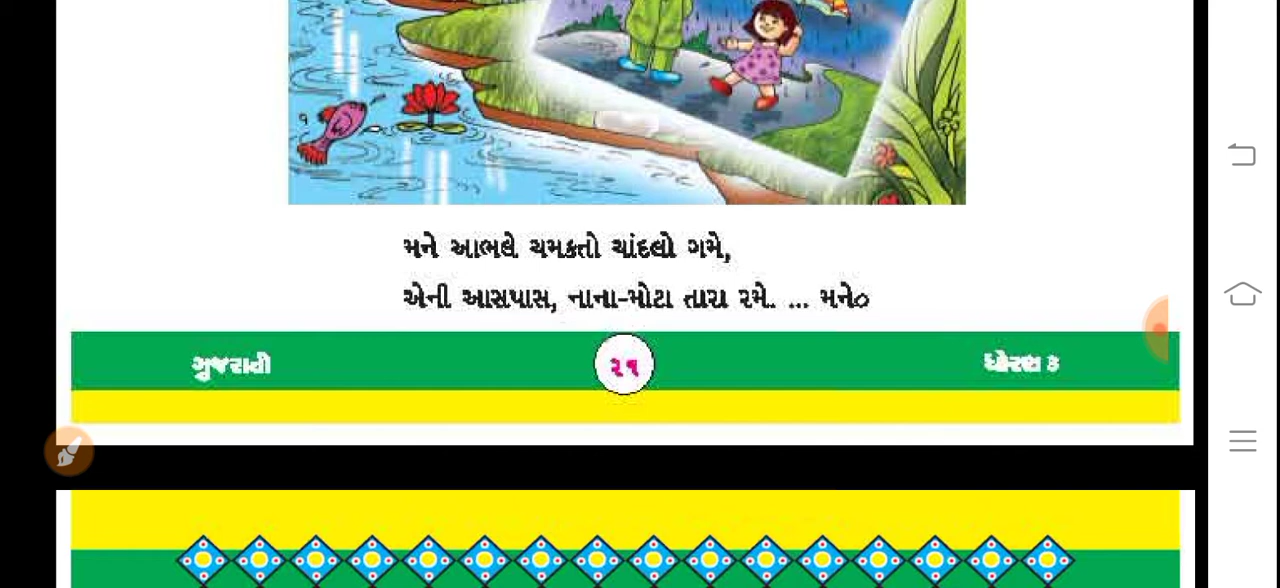 મને આભલે ચમકતો ચાંદલો ગમે,
એની આસપાસ, નાના-મોટા તારા રમે. ... મને૦
ગુજરાતી
૨૧
ધોરણ ૩